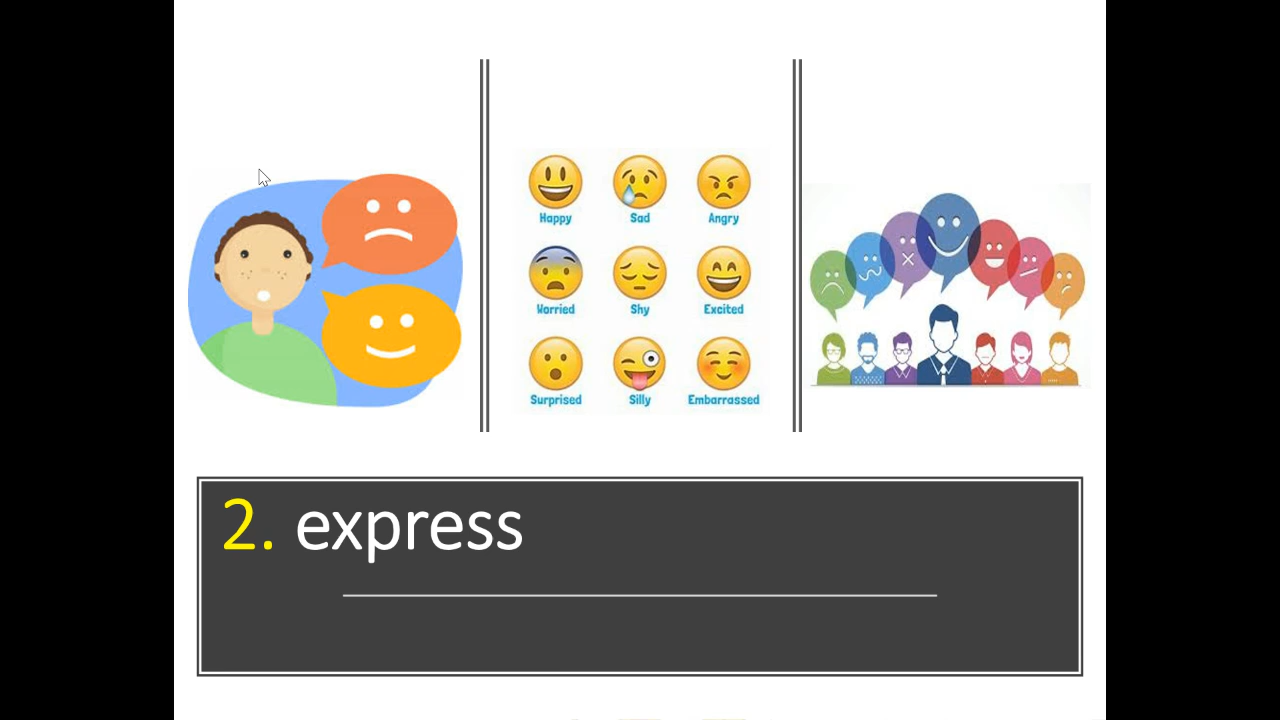 Happy Sad Angry
Worried Shy Excited
Surprised Silly Embarrassed
2. express